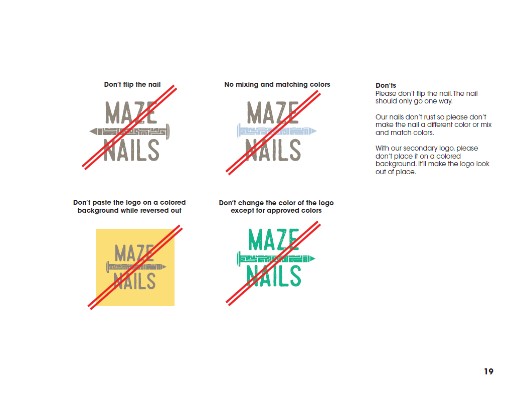 Don't flip the nail
MAZE
NAILS
No mixing and matching colors
MAZE
NAILS
Don'ts
Please don't flip the nail. The nail
should only go one way.
Our nails don't rust so please don't
make the nail a different color or mix
and match colors.
With our secondary logo, please
don't place it on a colored
background. It'll make the logo look
out of place.
Don't paste the logo on a colored
background while reversed out
MAZE
NAILS
Don't change the color of the logo
except for approved colors
MAZE
NAILS
19